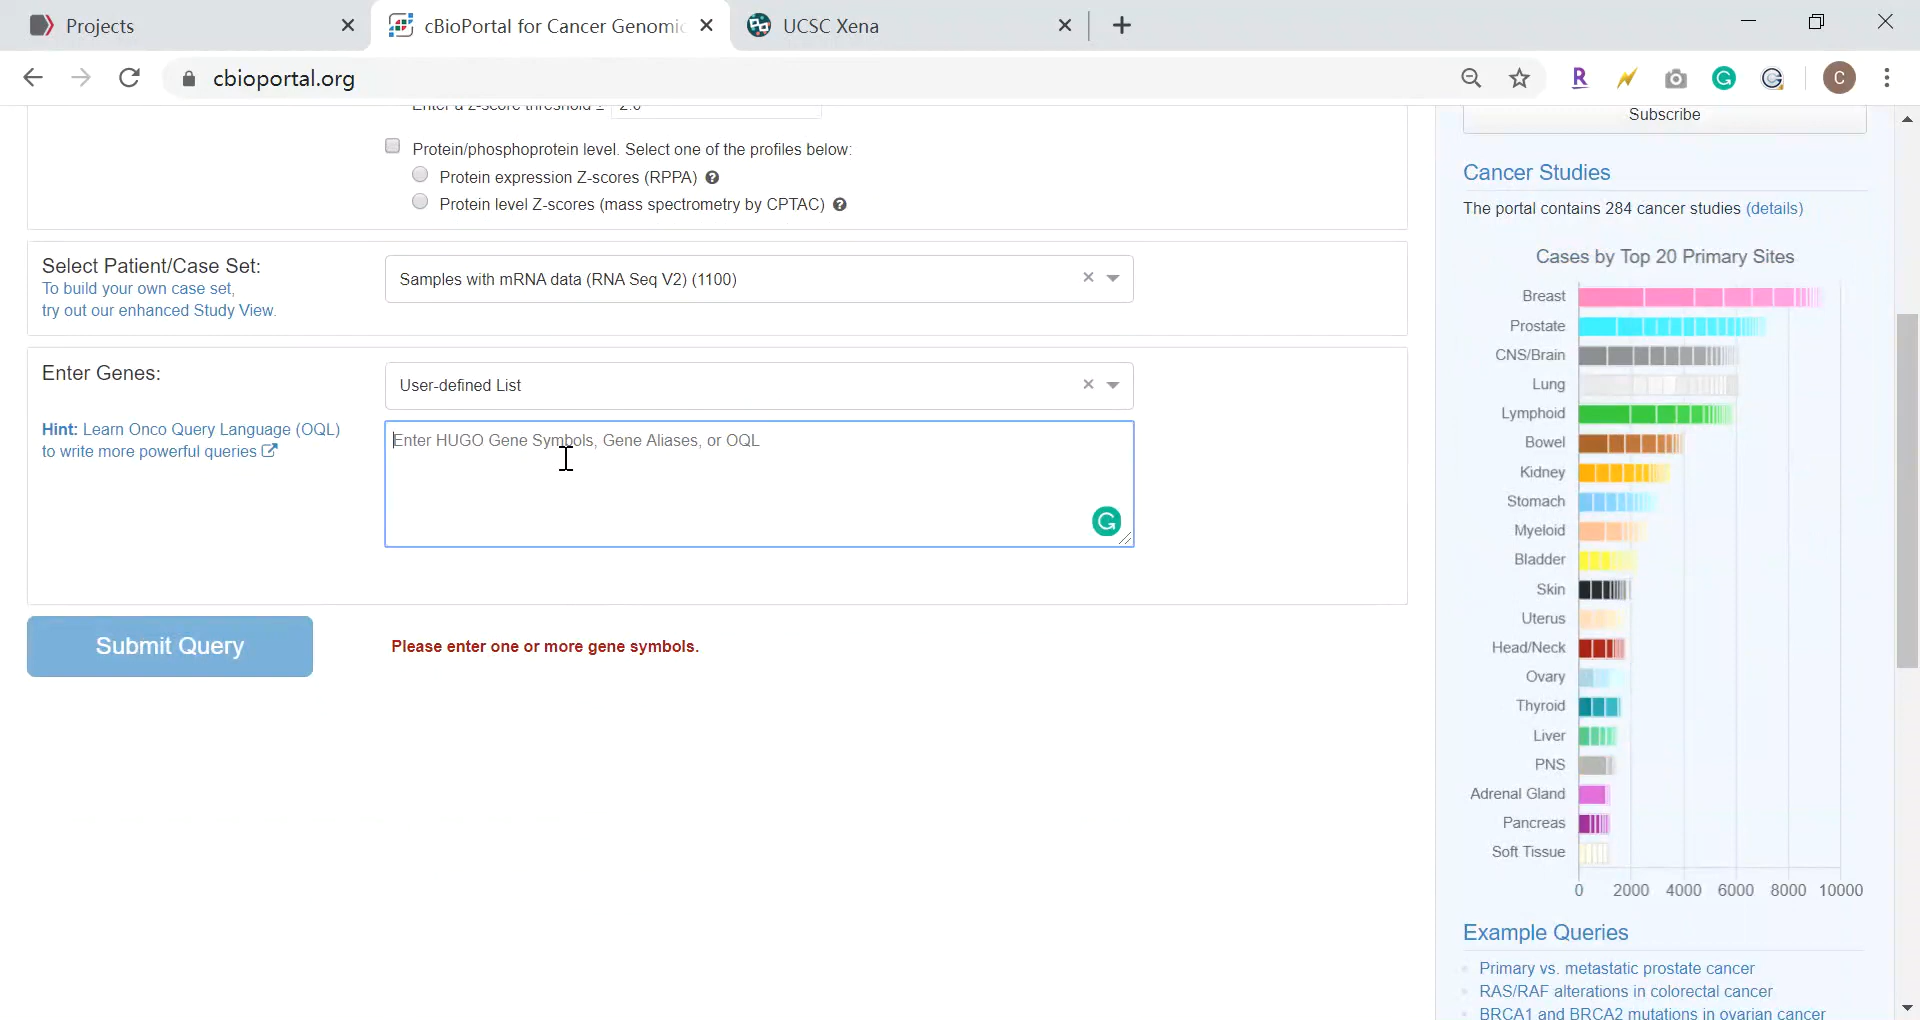 Projects
cBioPortal for Cancer Genomic
UCSC Xena
cbioportal.org
R
C
Enter a z-score threshold ± 2.0
Protein/phosphoprotein level. Select one of the profiles below:
Protein expression Z-scores (RPPA)
Protein level Z-scores (mass spectrometry by CPTAC)
Select Patient/Case Set:
To build your own case set,
try out our enhanced Study View.
Samples with mRNA data (RNA Seq V2) (1100)
Enter Genes:
User-defined List
Hint: Learn Onco Query Language (OQL)
to write more powerful queries
Enter HUGO Gene Symbols, Gene Aliases, or OQL
Submit Query
Please enter one or more gene symbols.
Subscribe
Cancer Studies
The portal contains 284 cancer studies (details)
Cases by Top 20 Primary Sites
Breast
Prostate
CNS/Brain
Lung
Lymphoid
Bowel
Kidney
Stomach
Myeloid
Bladder
Skin
Uterus
Head/Neck
Ovary
Thyroid
Liver
PNS
Adrenal Gland
Pancreas
Soft Tissue
0 2000 4000 6000 8000 10000
Example Queries
Primary vs. metastatic prostate cancer
RAS/RAF alterations in colorectal cancer
BRCA1 and BRCA2 mutations in ovarian cancer